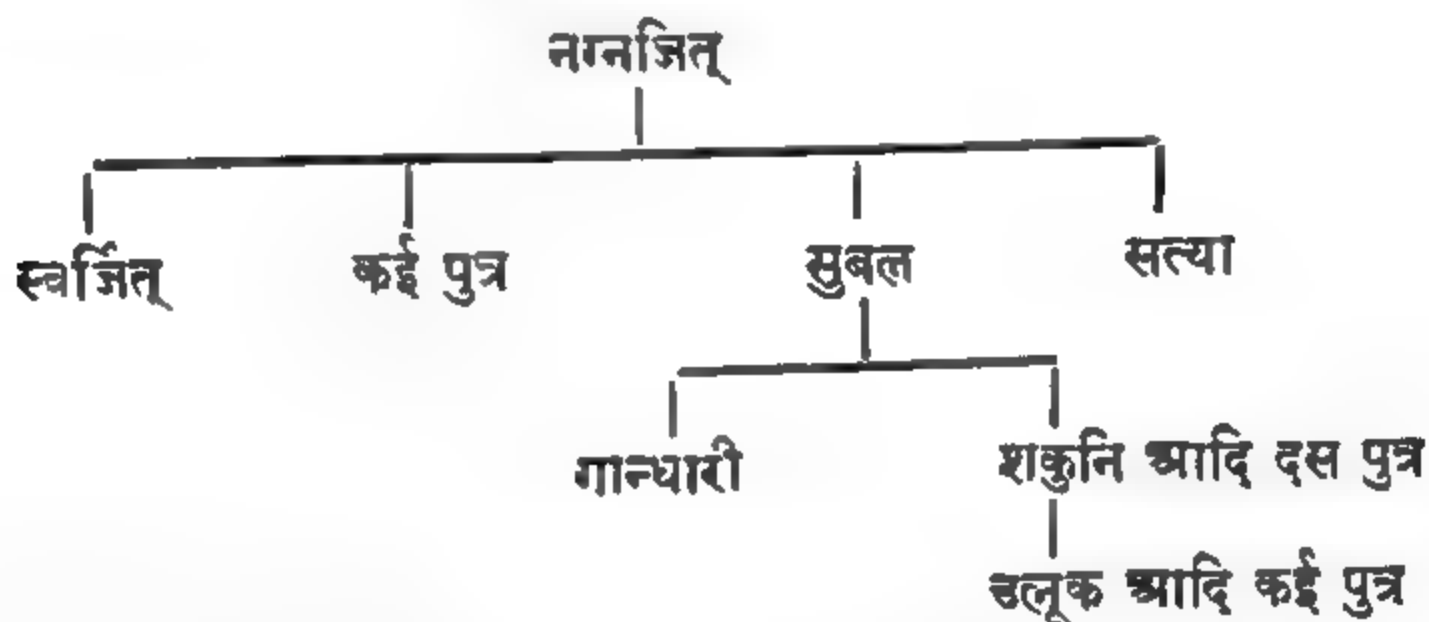 नग्नजित्
स्वर्जित् कई पुत्र सुबल सत्या
गान्धारी शकुनि आदि दस पुत्र
उलूक आदि कई पुत्र